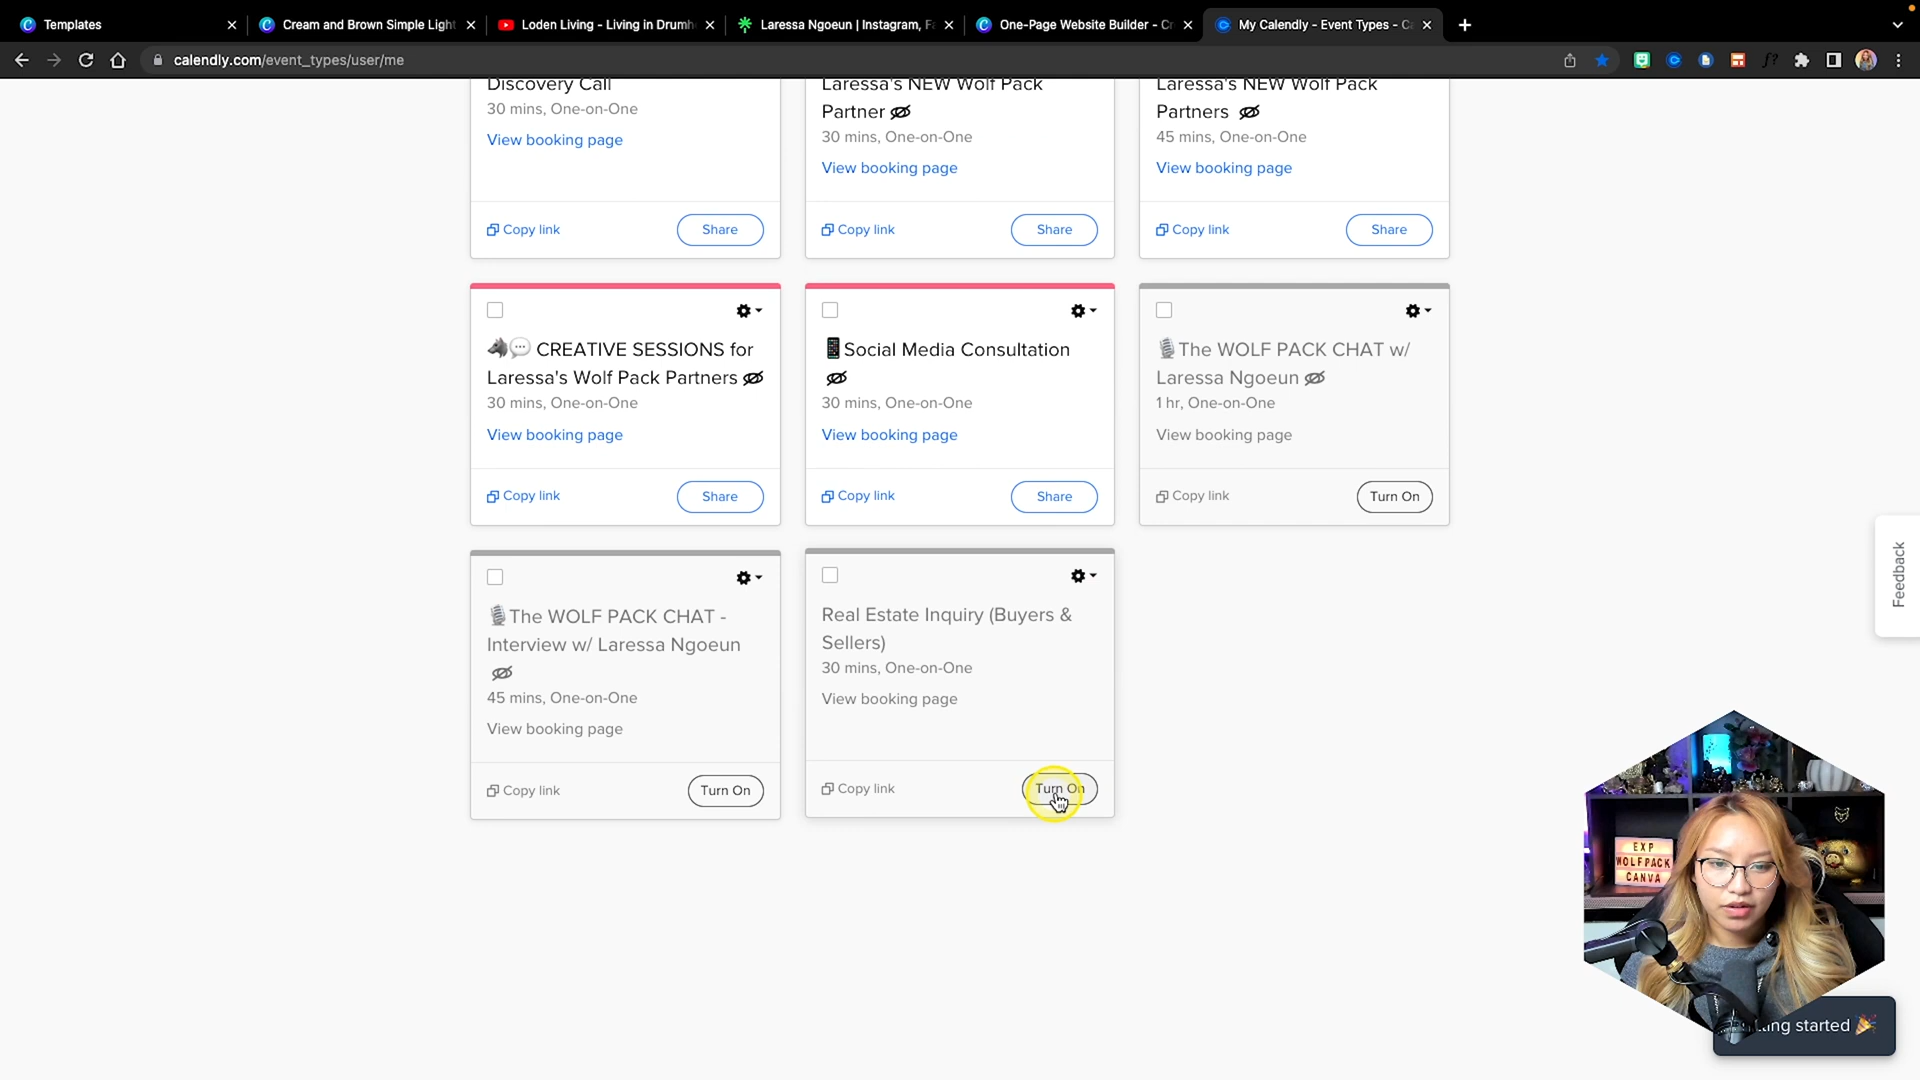 Templates
Cream and Brown Simple Light
Loden Living - Living in Drumh
Laressa Ngoeun | Instagram, Fa
One-Page Website Builder - Cr
My Calendly - Event Types - Ca
calendly.com/event_types/user/me
Discovery Call
30 mins, One-on-One
View booking page
Copy link
Share
Laressa's NEW Wolf Pack
Partner
30 mins, One-on-One
View booking page
Copy link
Share
Laressa's NEW Wolf Pack
Partners
45 mins, One-on-One
View booking page
Copy link
Share
CREATIVE SESSIONS for
Laressa's Wolf Pack Partners
30 mins, One-on-One
View booking page
Copy link
Share
Social Media Consultation
30 mins, One-on-One
View booking page
Copy link
Share
The WOLF PACK CHAT w/
Laressa Ngoeun
1 hr, One-on-One
View booking page
Copy link
Turn On
The WOLF PACK CHAT -
Interview w/ Laressa Ngoeun
45 mins, One-on-One
View booking page
Copy link
Turn On
Real Estate Inquiry (Buyers &
Sellers)
30 mins, One-on-One
View booking page
Copy link
Turn On
Feedback
EXP
WOLFPACK
CANVA
started